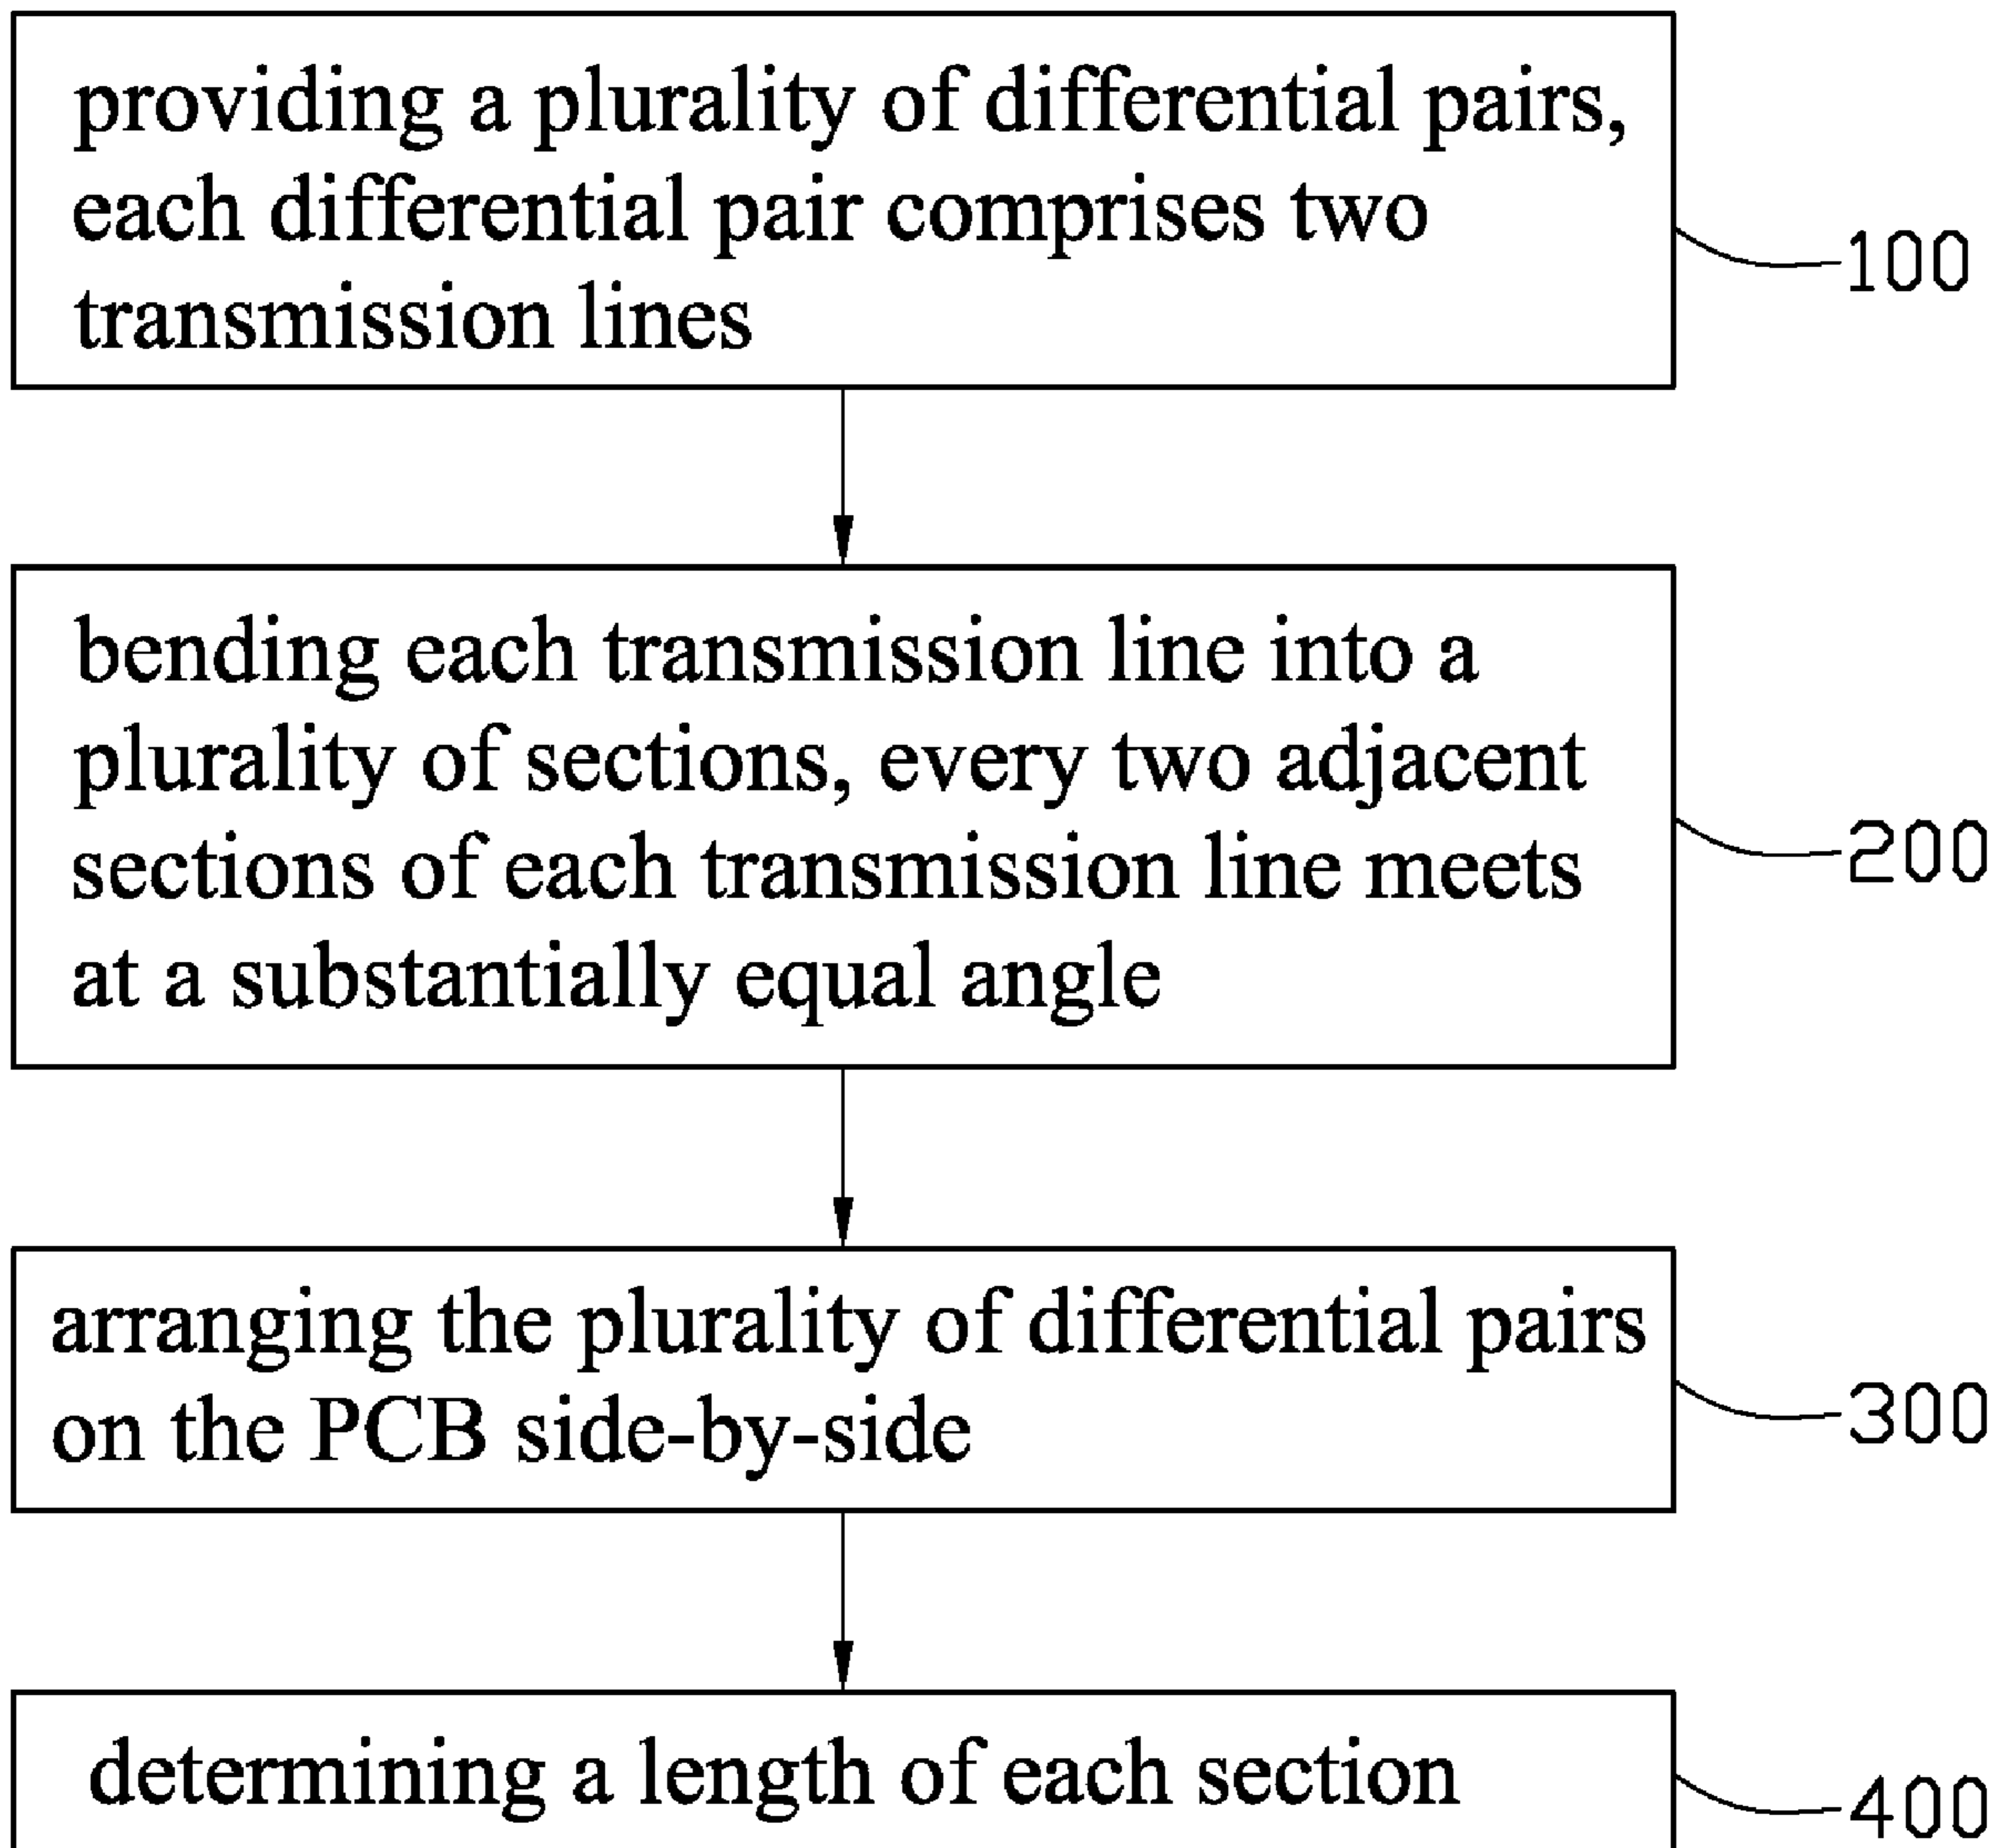 providing a plurality of differential pairs,
each differential pair comprises two
transmission lines
100
bending each transmission line into a
plurality of sections, every two adjacent
sections of each transmission line meets
at a substantially equal angle
200
arranging the plurality of differential pairs
on the PCB side-by-side
300
determining a length of each section
400